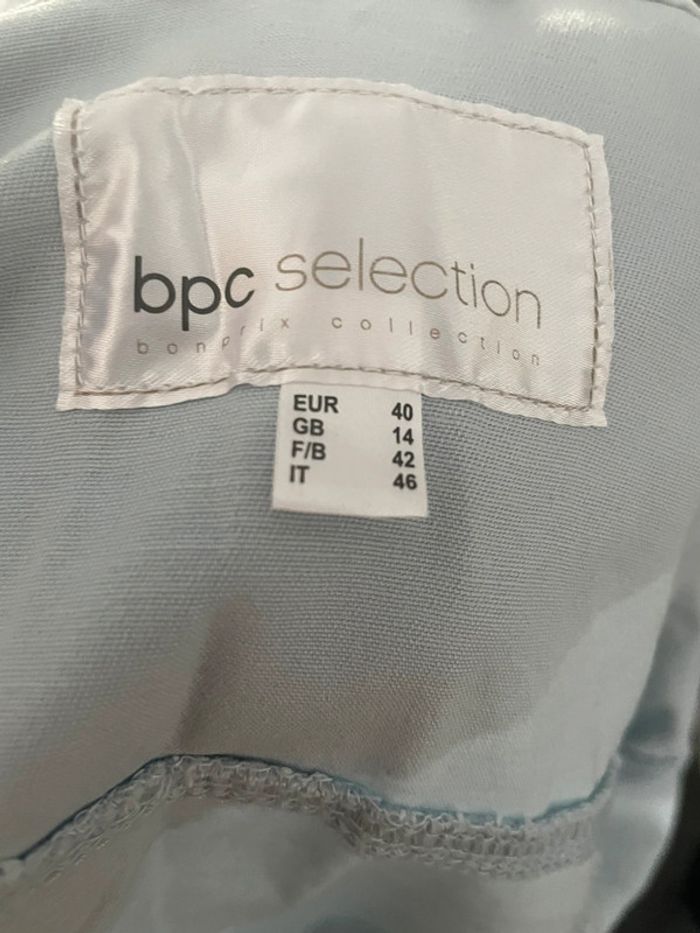 bpc selection
bonprix collection
EUR 40
GB 14
F/B 42
IT 46